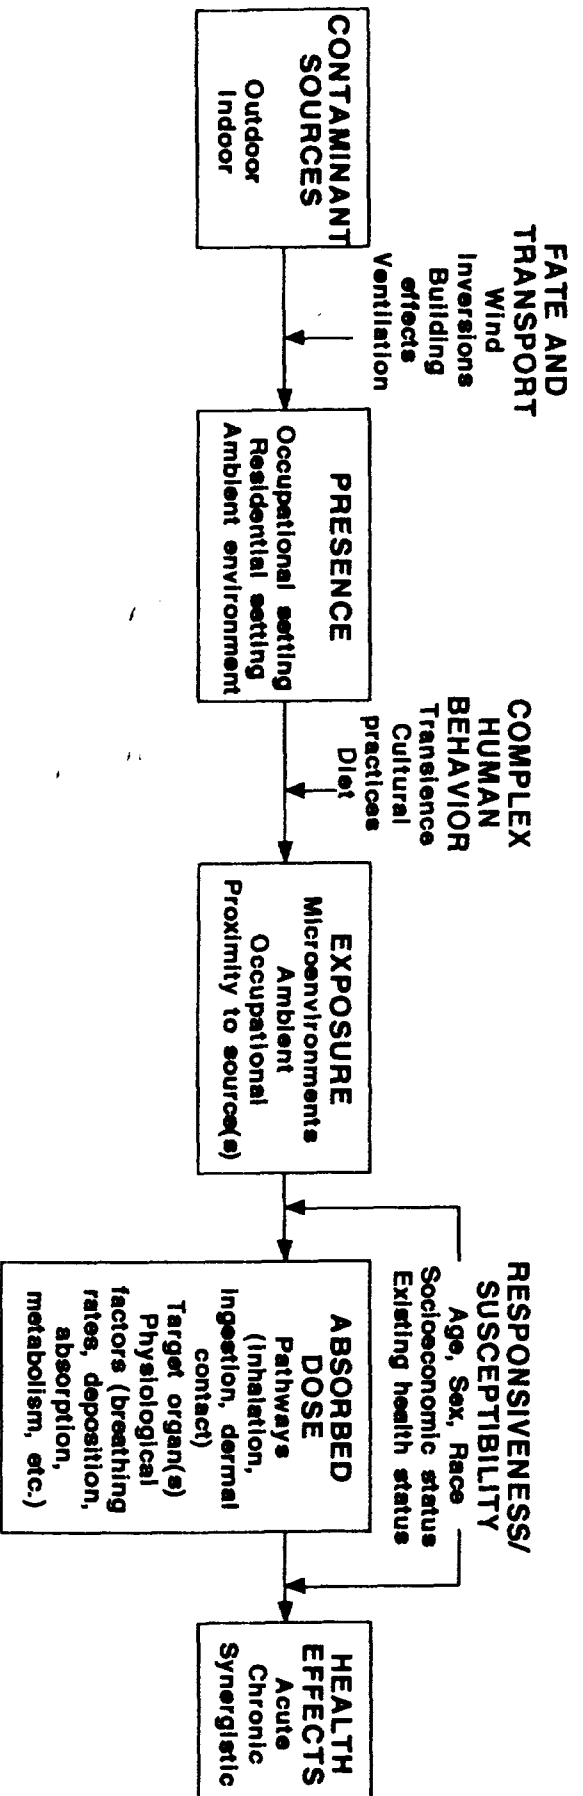 CONTAMINANT
SOURCES
Outdoor
Indoor
FATE AND
TRANSPORT
Wind
Inversions
Building
effects
Ventilation
PRESENCE
Occupational setting
Residential setting
Ambient environment
COMPLEX
HUMAN
BEHAVIOR
Transience
Cultural
practices
Diet
EXPOSURE
Microenvironments
Ambient
Occupational
Proximity to source(s)
RESPONSIVENESS/
SUSCEPTIBILITY
Age, Sex, Race
Socioeconomic status
Existing health status
ABSORBED
DOSE
Pathways
(inhalation,
ingestion, dermal
contact)
Target organ(s)
Physiological
factors (breathing
rates, deposition,
absorption,
metabolism, etc.)
HEALTH
EFFECTS
Acute
Chronic
Synergistic